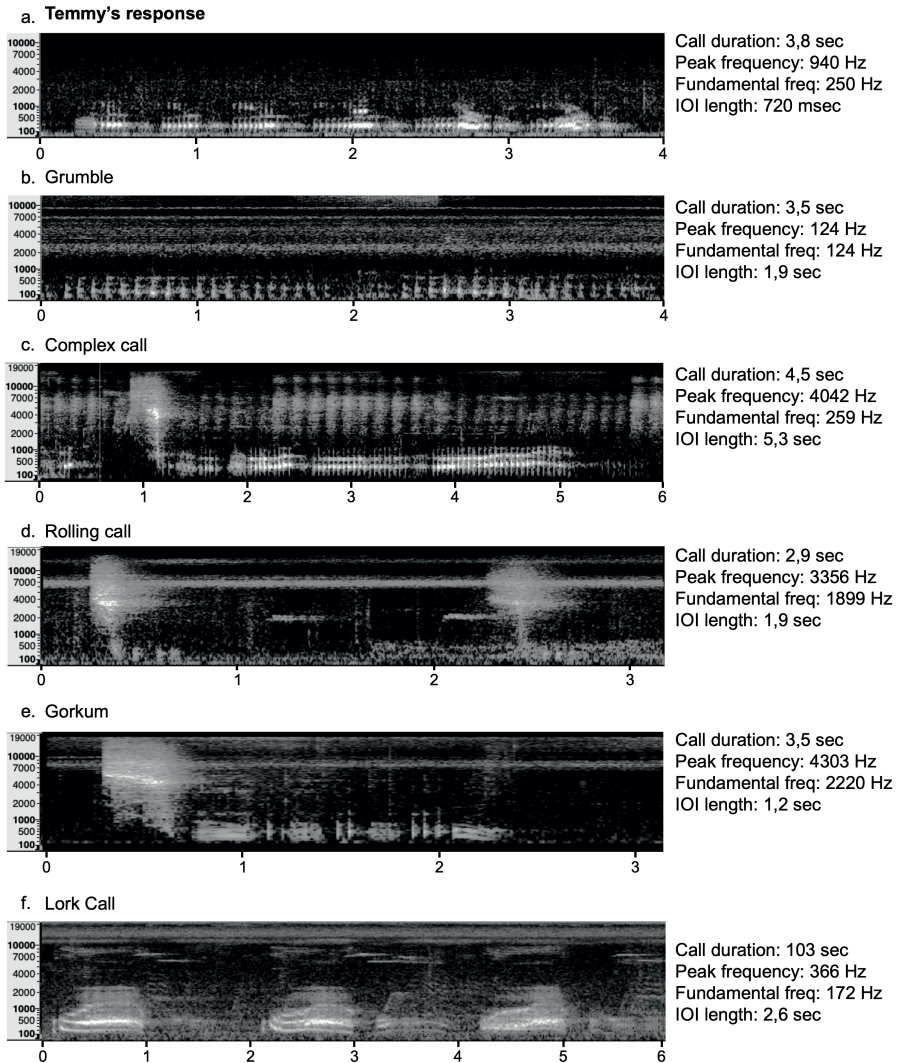 a. Temmy's response
10000
7000
4000
2000
1000
500
100
0 1 2 3 4
Call duration: 3,8 sec
Peak frequency: 940 Hz
Fundamental freq: 250 Hz
IOI length: 720 msec
b. Grumble
10000
7000
4000
2000
1000
500
100
0 1 2 3 4
Call duration: 3,5 sec
Peak frequency: 124 Hz
Fundamental freq: 124 Hz
IOI length: 1,9 sec
c. Complex call
19000
10000
7000
4000
2000
1000
500
100
0 1 2 3 4 5 6
Call duration: 4,5 sec
Peak frequency: 4042 Hz
Fundamental freq: 259 Hz
IOI length: 5,3 sec
d. Rolling call
19000
10000
7000
4000
2000
1000
500
100
0 1 2 3
Call duration: 2,9 sec
Peak frequency: 3356 Hz
Fundamental freq: 1899 Hz
IOI length: 1,9 sec
e. Gorkum
19000
10000
7000
4000
2000
1000
500
100
0 1 2 3
Call duration: 3,5 sec
Peak frequency: 4303 Hz
Fundamental freq: 2220 Hz
IOI length: 1,2 sec
f. Lork Call
19000
10000
7000
4000
2000
1000
500
100
0 1 2 3 4 5 6
Call duration: 103 sec
Peak frequency: 366 Hz
Fundamental freq: 172 Hz
IOI length: 2,6 sec